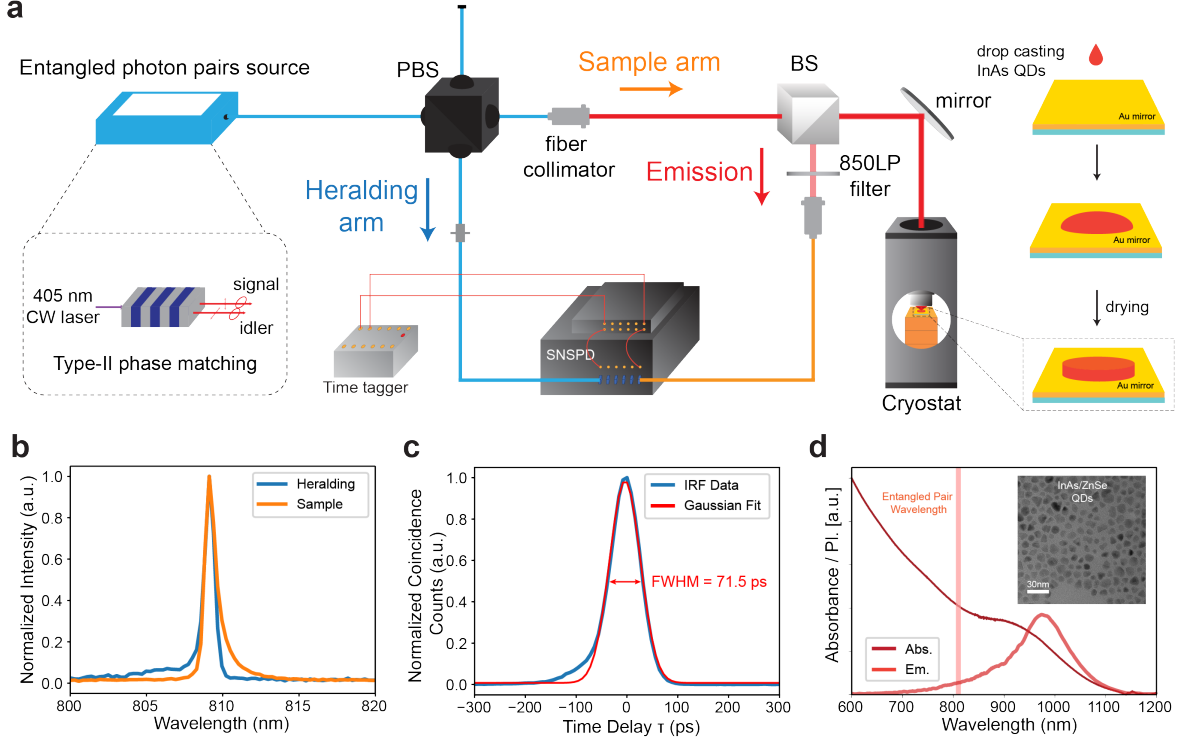 a
Entangled photon pairs source
PBS
Sample arm
BS
mirror
drop casting
InAs QDs
Au mirror
fiber
collimator
Emission
850LP
filter
Heralding
arm
Au mirror
405 nm
CW laser
signal
idler
Type-II phase matching
SNSPD
Time tagger
drying
Au mirror
Cryostat
b
Normalized Intensity (a.u.)
1.0
0.8
0.6
0.4
0.2
0.0
Heralding
Sample
800
805
810
815
820
Wavelength (nm)
c
Normalized Coincidence
Counts (a.u.)
1.0
0.8
0.6
0.4
0.2
0.0
IRF Data
Gaussian Fit
FWHM = 71.5 ps
−300
−200
−100
0
100
200
300
Time Delay τ (ps)
d
Absorbance / Pl. [a.u.]
Entangled Pair
Wavelength
InAs/ZnSe
QDs
30nm
Abs.
Em.
600
700
800
900
1000
1100
1200
Wavelength (nm)